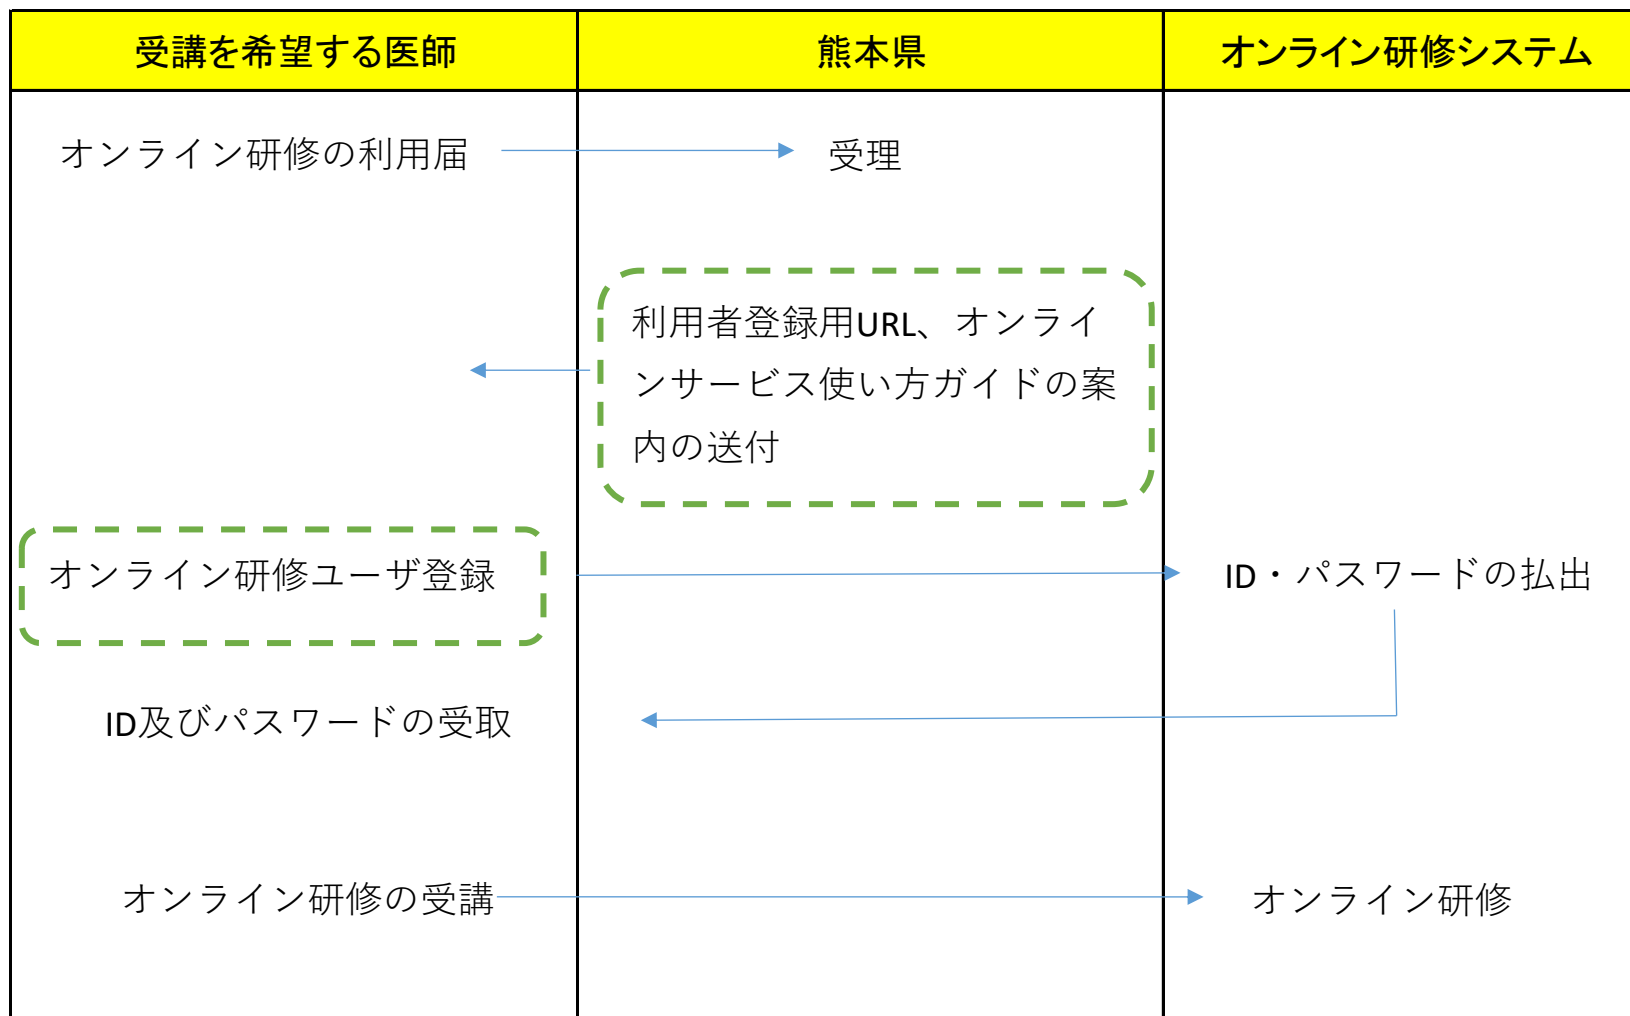 受講を希望する医師
熊本県
オンライン研修システム
オンライン研修の利用届
受理
利用者登録用URL、オンライ
ンサービス使い方ガイドの案
内の送付
オンライン研修ユーザ登録
ID・パスワードの払出
ID及びパスワードの受取
オンライン研修の受講
オンライン研修